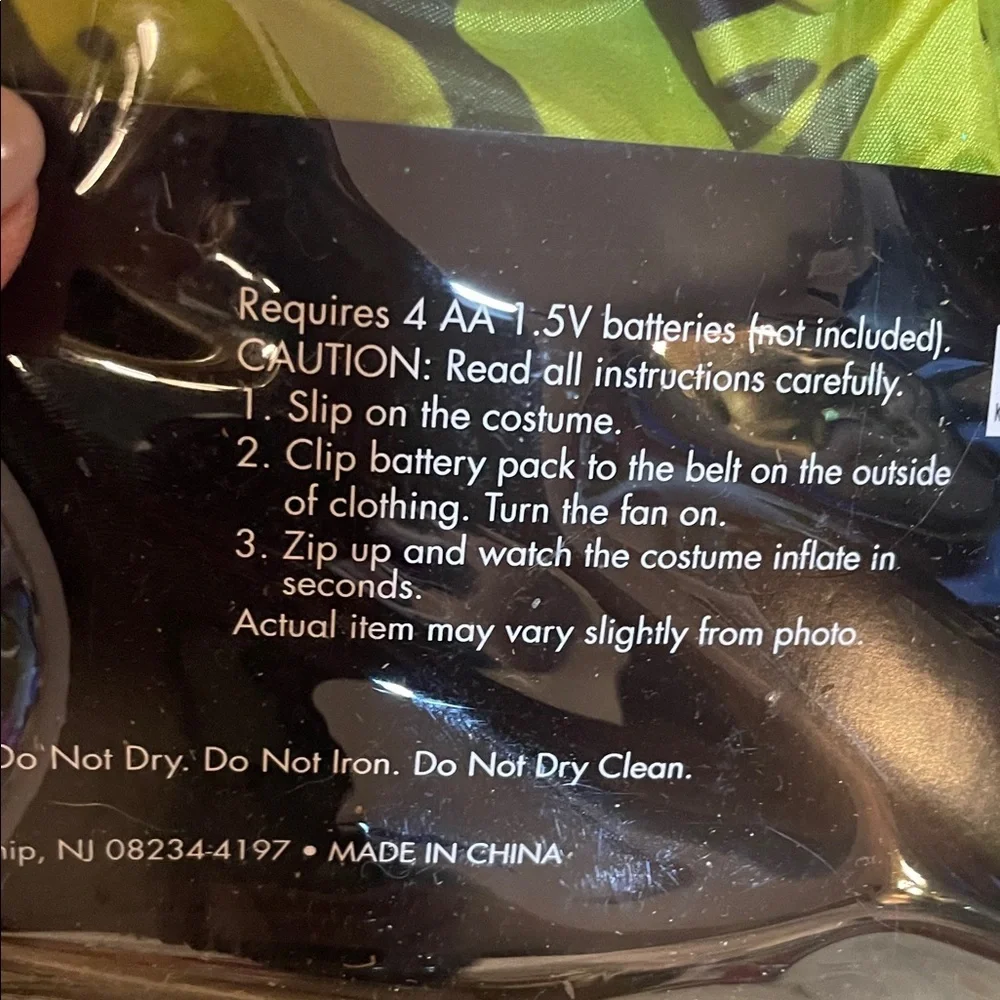 Requires 4 AA 1.5V batteries (not included).
CAUTION: Read all instructions carefully.
1. Slip on the costume.
2. Clip battery pack to the belt on the outside
of clothing. Turn the fan on.
3. Zip up and watch the costume inflate in
seconds.
Actual item may vary slightly from photo.
Do Not Dry. Do Not Iron. Do Not Dry Clean.
hip, NJ 08234-4197 • MADE IN CHINA